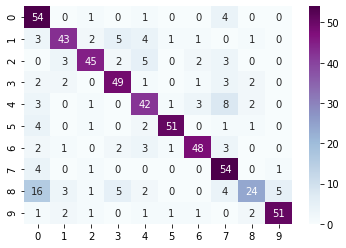 0 54 0 1 0 1 0 0 4 0 0
1 3 43 2 5 4 1 1 0 1 0
50
2 0 3 45 2 5 0 2 3 0 0
40
3 2 2 0 49 1 0 1 3 2 0
4 3 0 1 0 42 1 3 8 2 0
30
5 4 0 1 0 2 51 0 1 1 0
6 2 1 0 2 3 1 48 3 0 0
20
7 4 0 1 0 0 0 0 54 0 1
10
8 16 3 1 5 2 0 0 4 24 5
9 1 2 1 0 1 1 1 0 2 51
0
0 1 2 3 4 5 6 7 8 9